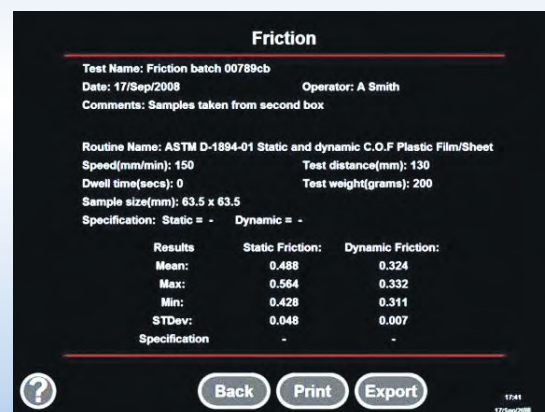 Friction
Test Name: Friction batch 00789cb
Date: 17/Sep/2008 Operator: A Smith
Comments: Samples taken from second box
Routine Name: ASTM D-1894-01 Static and dynamic C.O.F Plastic Film/Sheet
Speed(mm/min): 150 Test distance(mm): 130
Dwell time(secs): 0 Test weight(grams): 200
Sample size(mm): 63.5 x 63.5
Specification: Static = - Dynamic = -
Results Static Friction: Dynamic Friction:
Mean: 0.488 0.324
Max: 0.564 0.332
Min: 0.428 0.311
STDev: 0.048 0.007
Specification - -
? Back Print Export 17:41
17/Sep/2008